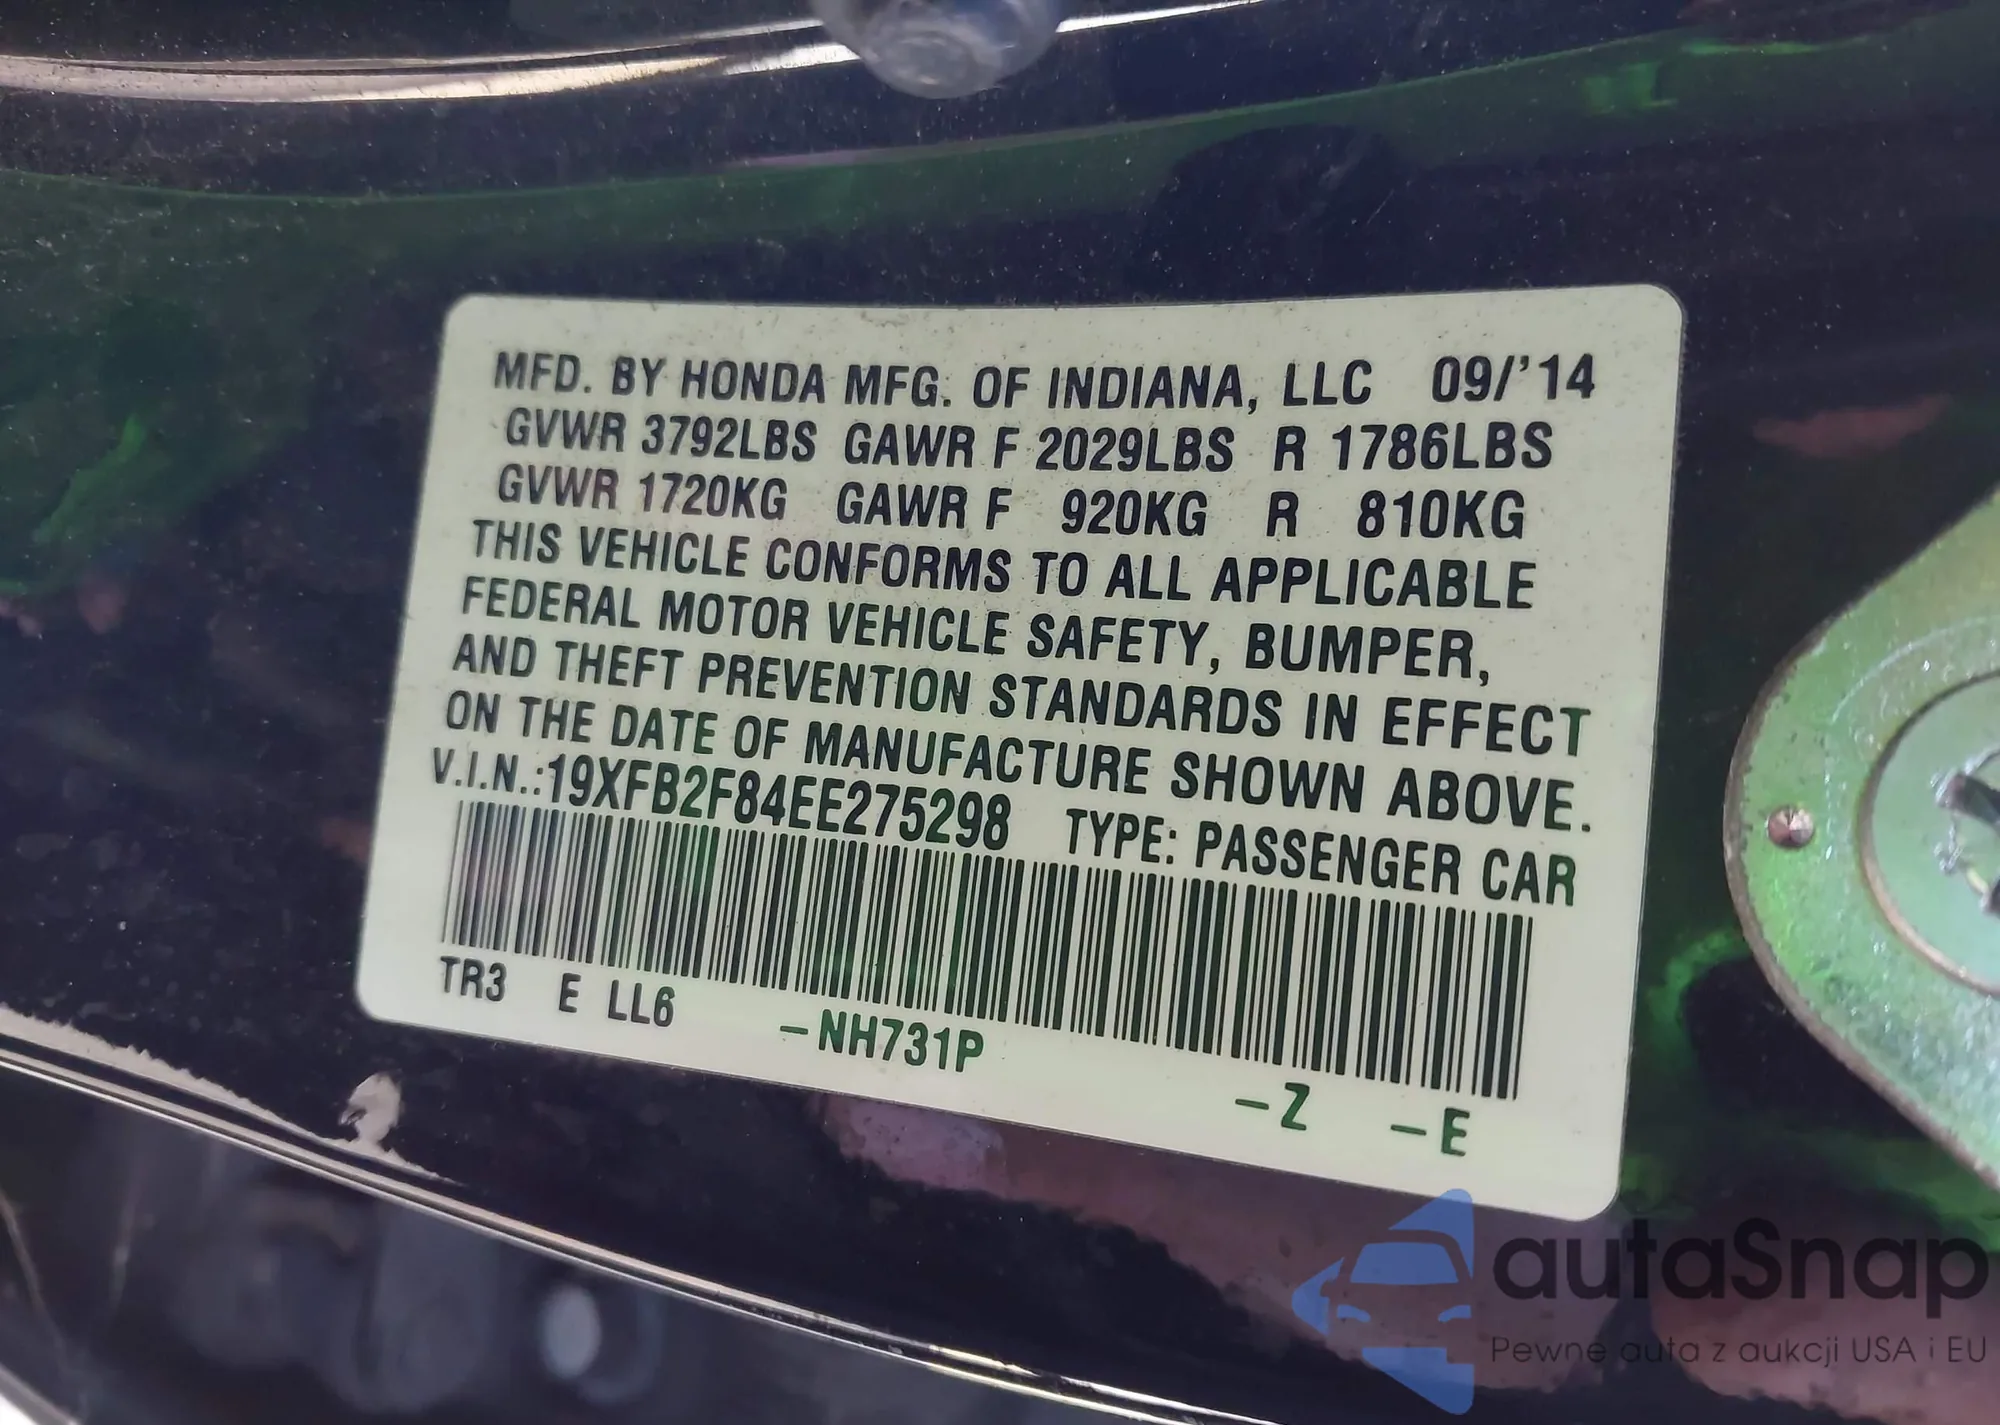 MFD. BY HONDA MFG. OF INDIANA, LLC 09/'14
GVWR 3792LBS GAWR F 2029LBS R 1786LBS
GVWR 1720KG GAWR F 920KG R 810KG
THIS VEHICLE CONFORMS TO ALL APPLICABLE
FEDERAL MOTOR VEHICLE SAFETY, BUMPER,
AND THEFT PREVENTION STANDARDS IN EFFECT
ON THE DATE OF MANUFACTURE SHOWN ABOVE.
V.I.N.:19XFB2F84EE275298 TYPE: PASSENGER CAR
TR3 E LL6 –NH731P –Z –E
autaSnap
Pewne auta z aukcji USA i EU